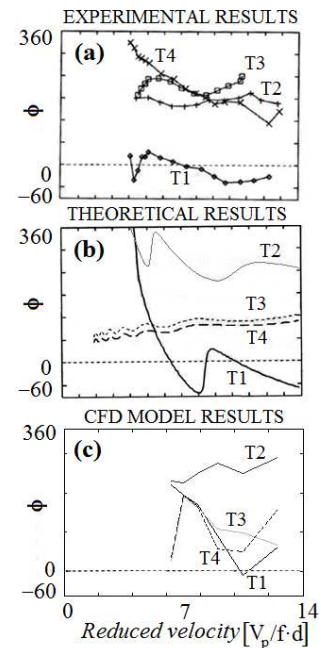 EXPERIMENTAL RESULTS
360
(a)
T4
T3
T2
ϕ
T1
0
−60
THEORETICAL RESULTS
360
(b)
T2
ϕ
T3
T4
0
T1
−60
CFD MODEL RESULTS
360
(c)
T2
ϕ
T3
T4
T1
0
−60
0 7 14
Reduced velocity [Vp/f·d]